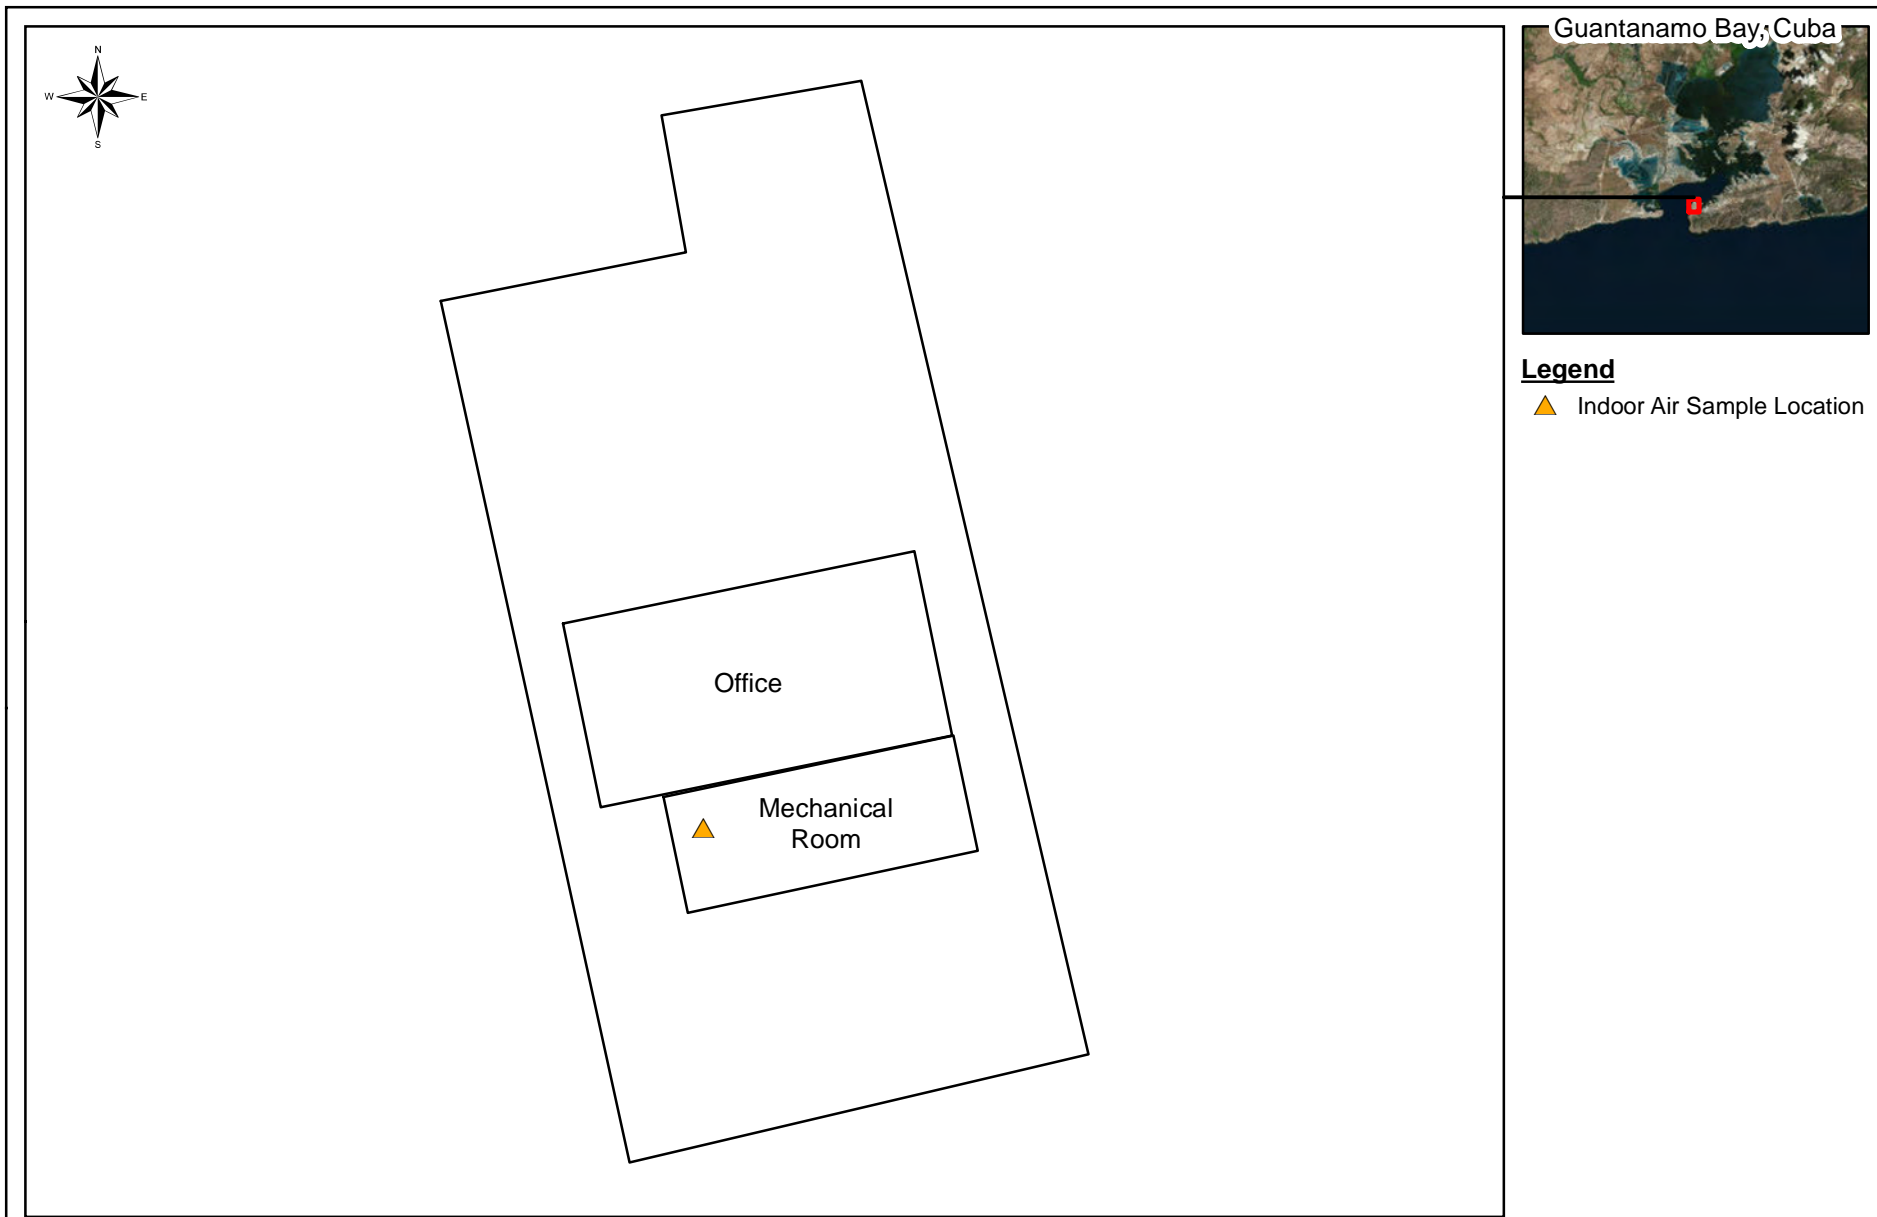 N
W E
S
Guantanamo Bay, Cuba
Legend
Indoor Air Sample Location
Office
Mechanical
Room